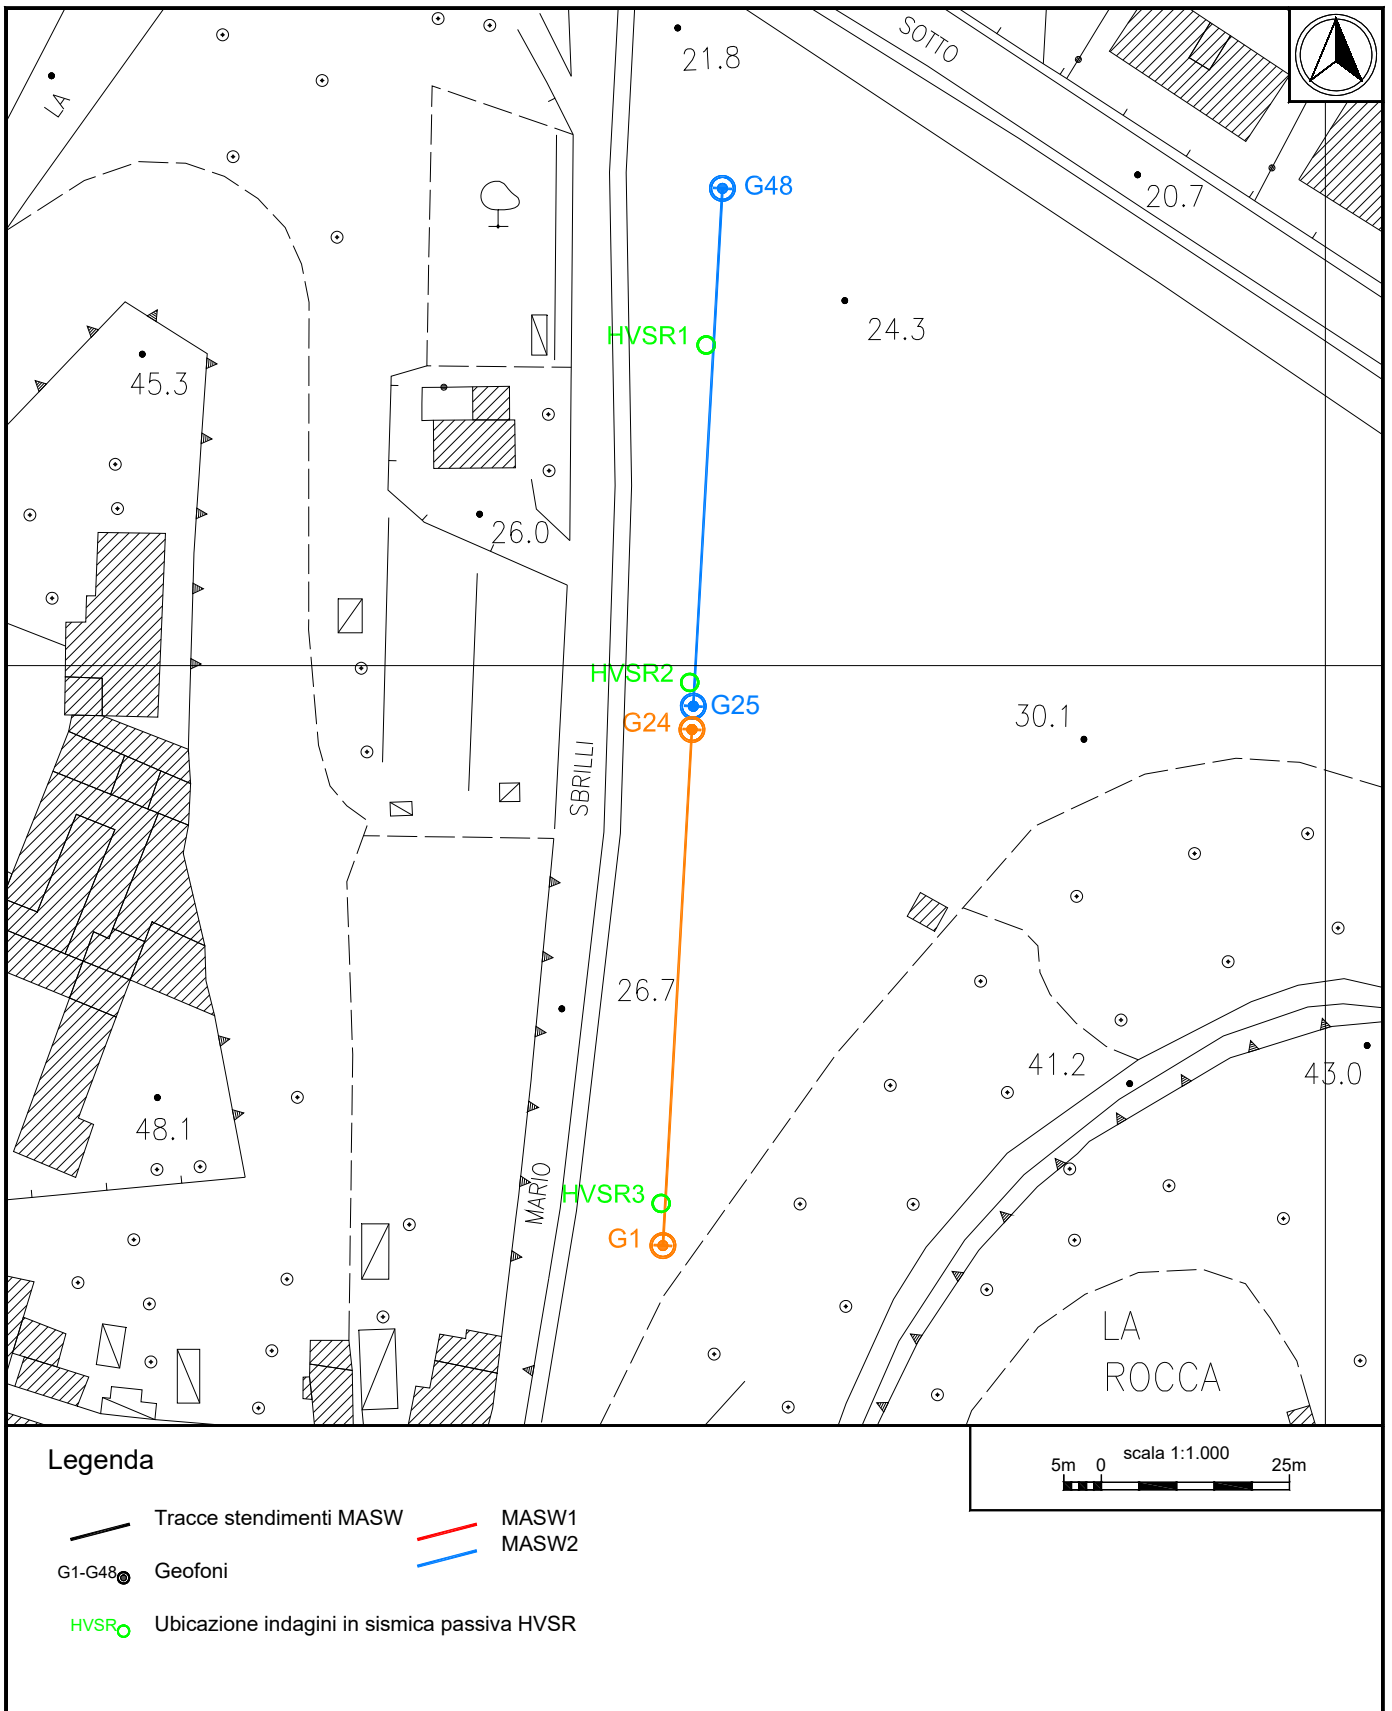 SOTTO
21.8
LA
G48
20.7
24.3
HVSR1
45.3
26.0
HVSR2
G25
G24
30.1
SBRILLI
26.7
41.2
43.0
48.1
MARIO
HVSR3
G1
LA
ROCCA
Legenda
scala 1:1.000
5m 0 25m
Tracce stendimenti MASW
MASW1
MASW2
G1-G48
Geofoni
HVSR
Ubicazione indagini in sismica passiva HVSR